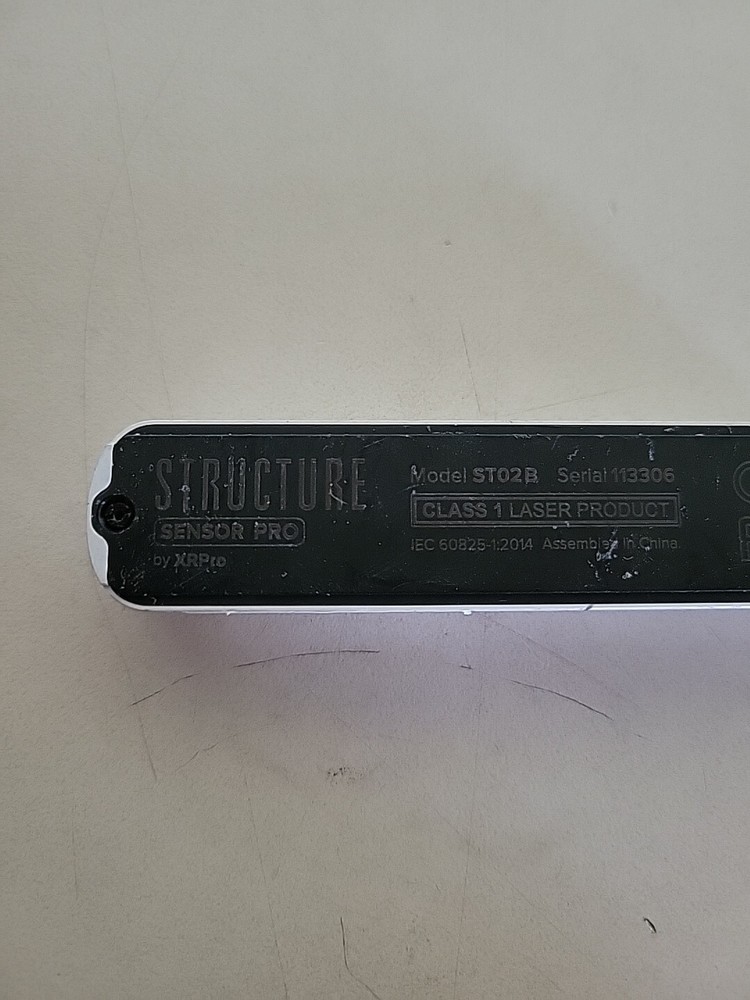 STRUCTURE
SENSOR PRO
by XRPro
Model ST02B Serial 113306
CLASS 1 LASER PRODUCT
IEC 60825-1:2014 Assembled in China.